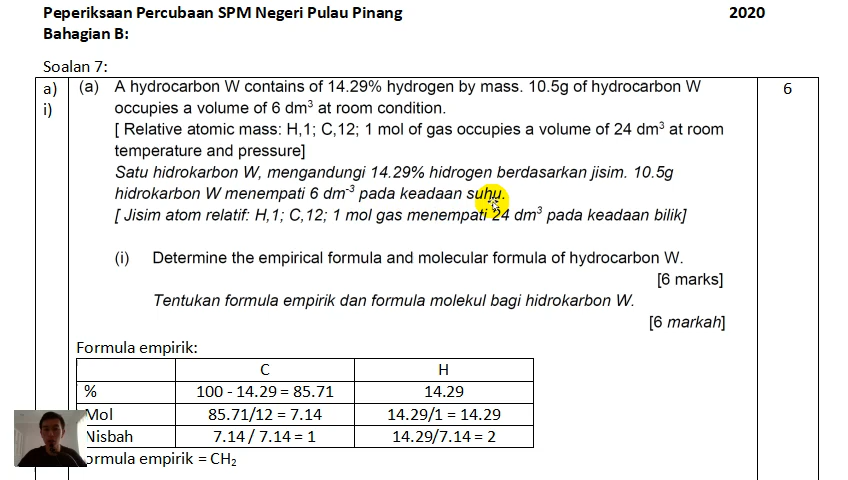 Peperiksaan Percubaan SPM Negeri Pulau Pinang 2020
Bahagian B:
Soalan 7:
a) (a) A hydrocarbon W contains of 14.29% hydrogen by mass. 10.5g of hydrocarbon W 6
i) occupies a volume of 6 dm³ at room condition.
[ Relative atomic mass: H,1; C,12; 1 mol of gas occupies a volume of 24 dm³ at room
temperature and pressure]
Satu hidrokarbon W, mengandungi 14.29% hidrogen berdasarkan jisim. 10.5g
hidrokarbon W menempati 6 dm⁻³ pada keadaan suhu.
[ Jisim atom relatif: H,1; C,12; 1 mol gas menempati 24 dm³ pada keadaan bilik]
(i) Determine the empirical formula and molecular formula of hydrocarbon W.
[6 marks]
Tentukan formula empirik dan formula molekul bagi hidrokarbon W.
[6 markah]
Formula empirik:
C H
% 100 - 14.29 = 85.71 14.29
Mol 85.71/12 = 7.14 14.29/1 = 14.29
Nisbah 7.14 / 7.14 = 1 14.29/7.14 = 2
ormula empirik = CH₂